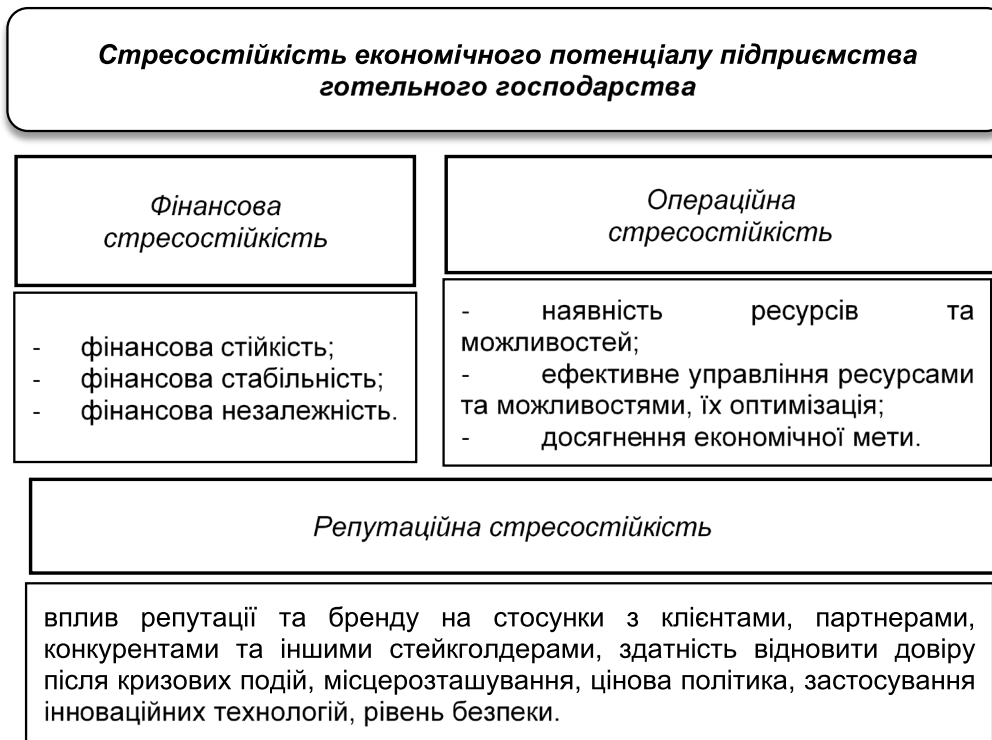 Стресостійкість економічного потенціалу підприємства
готельного господарства
Фінансова
стресостійкість
- фінансова стійкість;
- фінансова стабільність;
- фінансова незалежність.
Операційна
стресостійкість
- наявність ресурсів та
можливостей;
- ефективне управління ресурсами
та можливостями, їх оптимізація;
- досягнення економічної мети.
Репутаційна стресостійкість
вплив репутації та бренду на стосунки з клієнтами, партнерами,
конкурентами та іншими стейкголдерами, здатність відновити довіру
після кризових подій, місцерозташування, цінова політика, застосування
інноваційних технологій, рівень безпеки.